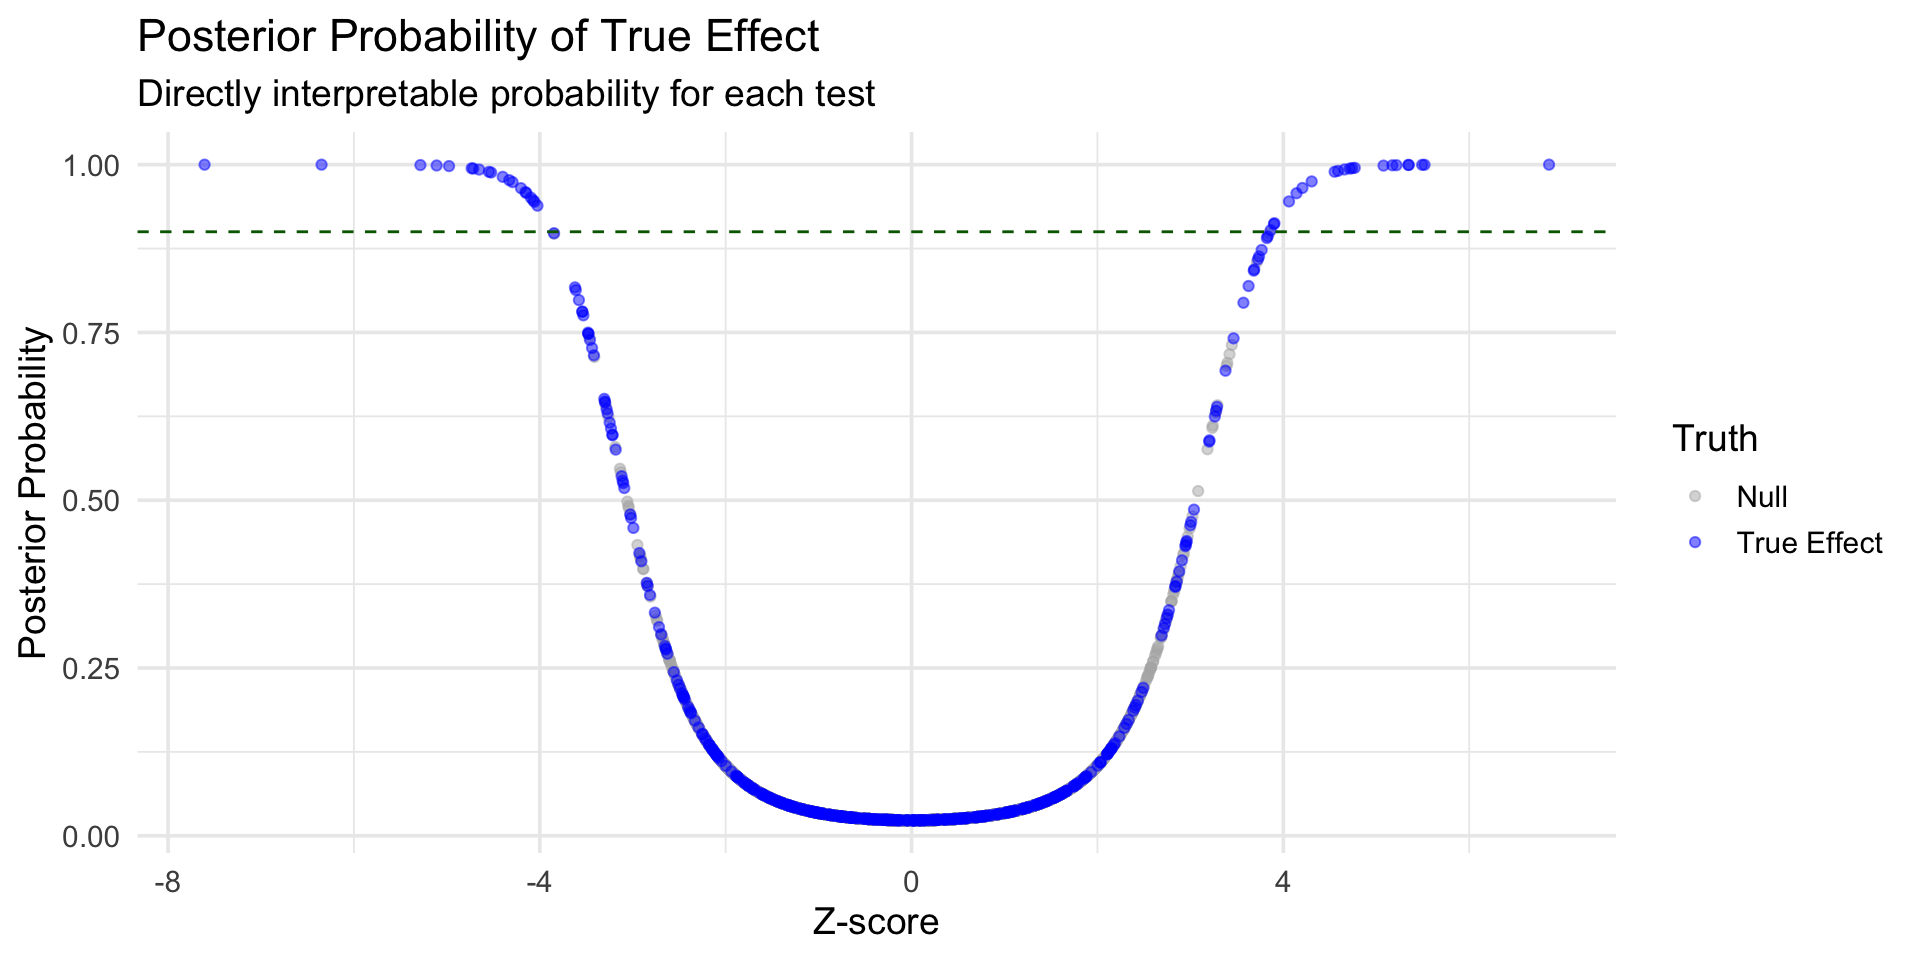 Posterior Probability of True Effect
Directly interpretable probability for each test
Posterior Probability
1.00
0.75
0.50
0.25
0.00
-8
-4
0
4
Z-score
Truth
Null
True Effect